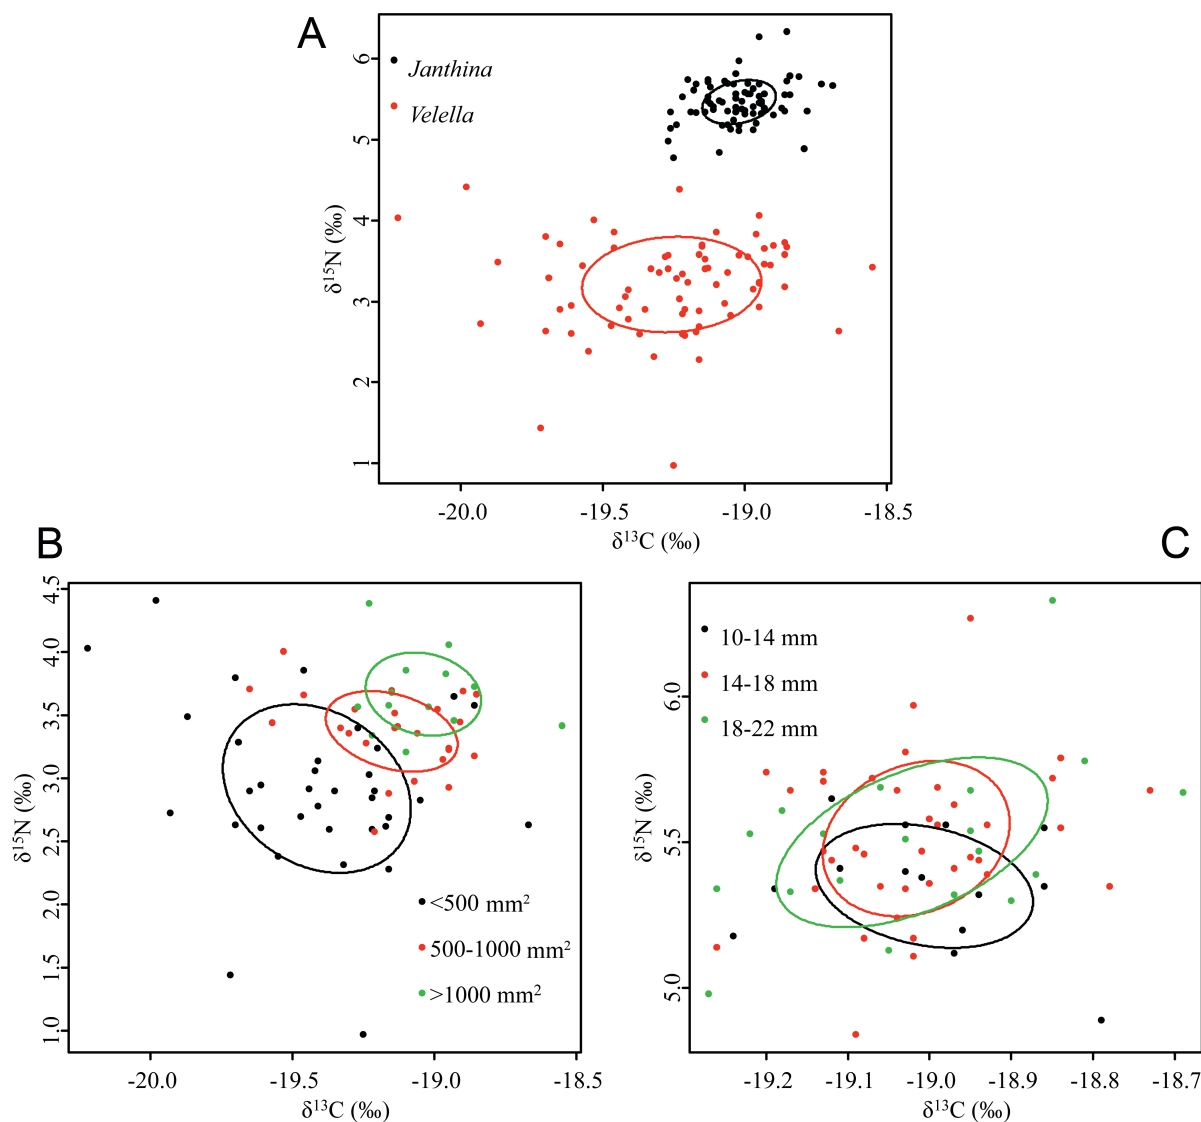 A
Janthina
Velella
6
5
4
3
2
1
δ¹⁵N (‰)
-20.0 -19.5 -19.0 -18.5
δ¹³C (‰)
B
4.5
4.0
3.5
3.0
2.5
2.0
1.5
1.0
δ¹⁵N (‰)
<500 mm²
500-1000 mm²
>1000 mm²
-20.0 -19.5 -19.0 -18.5
δ¹³C (‰)
C
10-14 mm
14-18 mm
18-22 mm
6.0
5.5
5.0
δ¹⁵N (‰)
-19.2 -19.1 -19.0 -18.9 -18.8 -18.7
δ¹³C (‰)